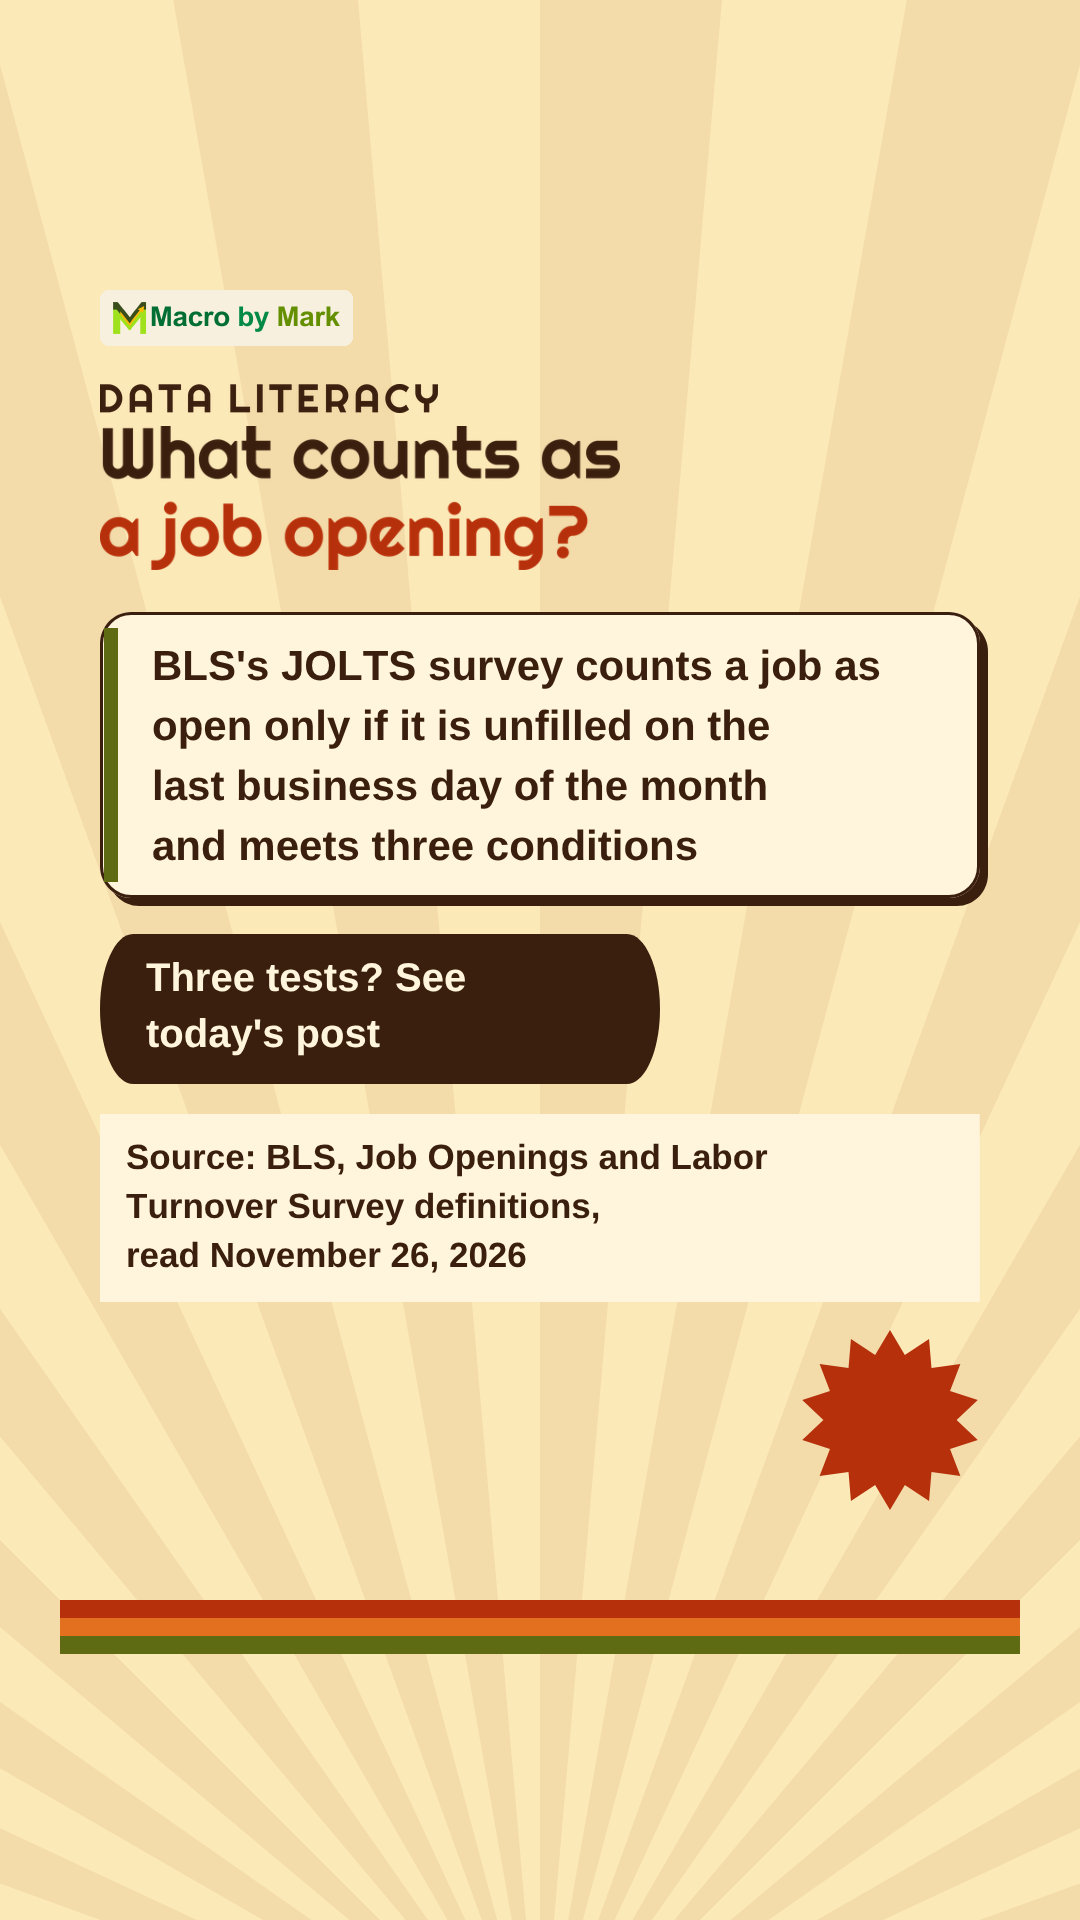 Macro by Mark
DATA LITERACY
What counts as
a job opening?
BLS's JOLTS survey counts a job as
open only if it is unfilled on the
last business day of the month
and meets three conditions
Three tests? See
today's post
Source: BLS, Job Openings and Labor
Turnover Survey definitions,
read November 26, 2026